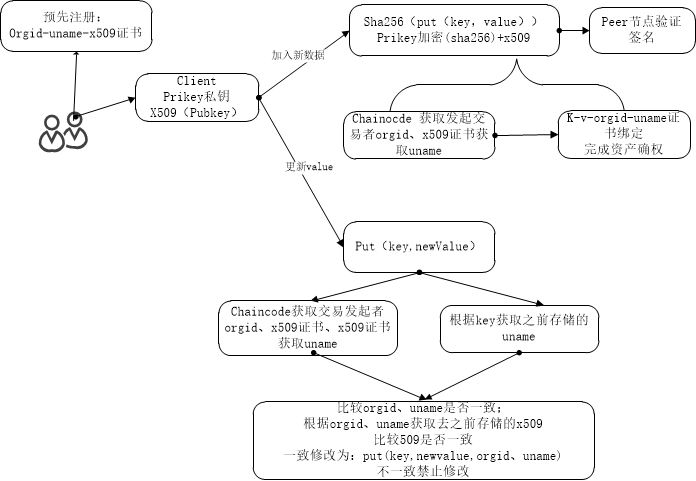 预先注册：
Orgid-uname-x509证书
Client
Prikey私钥
X509（Pubkey）
加入新数据
Sha256（put（key，value））
Prikey加密(sha256)+x509
Peer节点验证
签名
Chainocde 获取发起交
易者orgid、x509证书获
取uname
K-v-orgid-uname证
书绑定
完成资产确权
更新value
Put（key,newValue）
Chaincode获取交易发起者
orgid、x509证书、x509证书
获取uname
根据key获取之前存储的
uname
比较orgid、uname是否一致；
根据orgid、uname获取去之前存储的x509
比较509是否一致
一致修改为：put(key,newvalue,orgid、uname)
不一致禁止修改